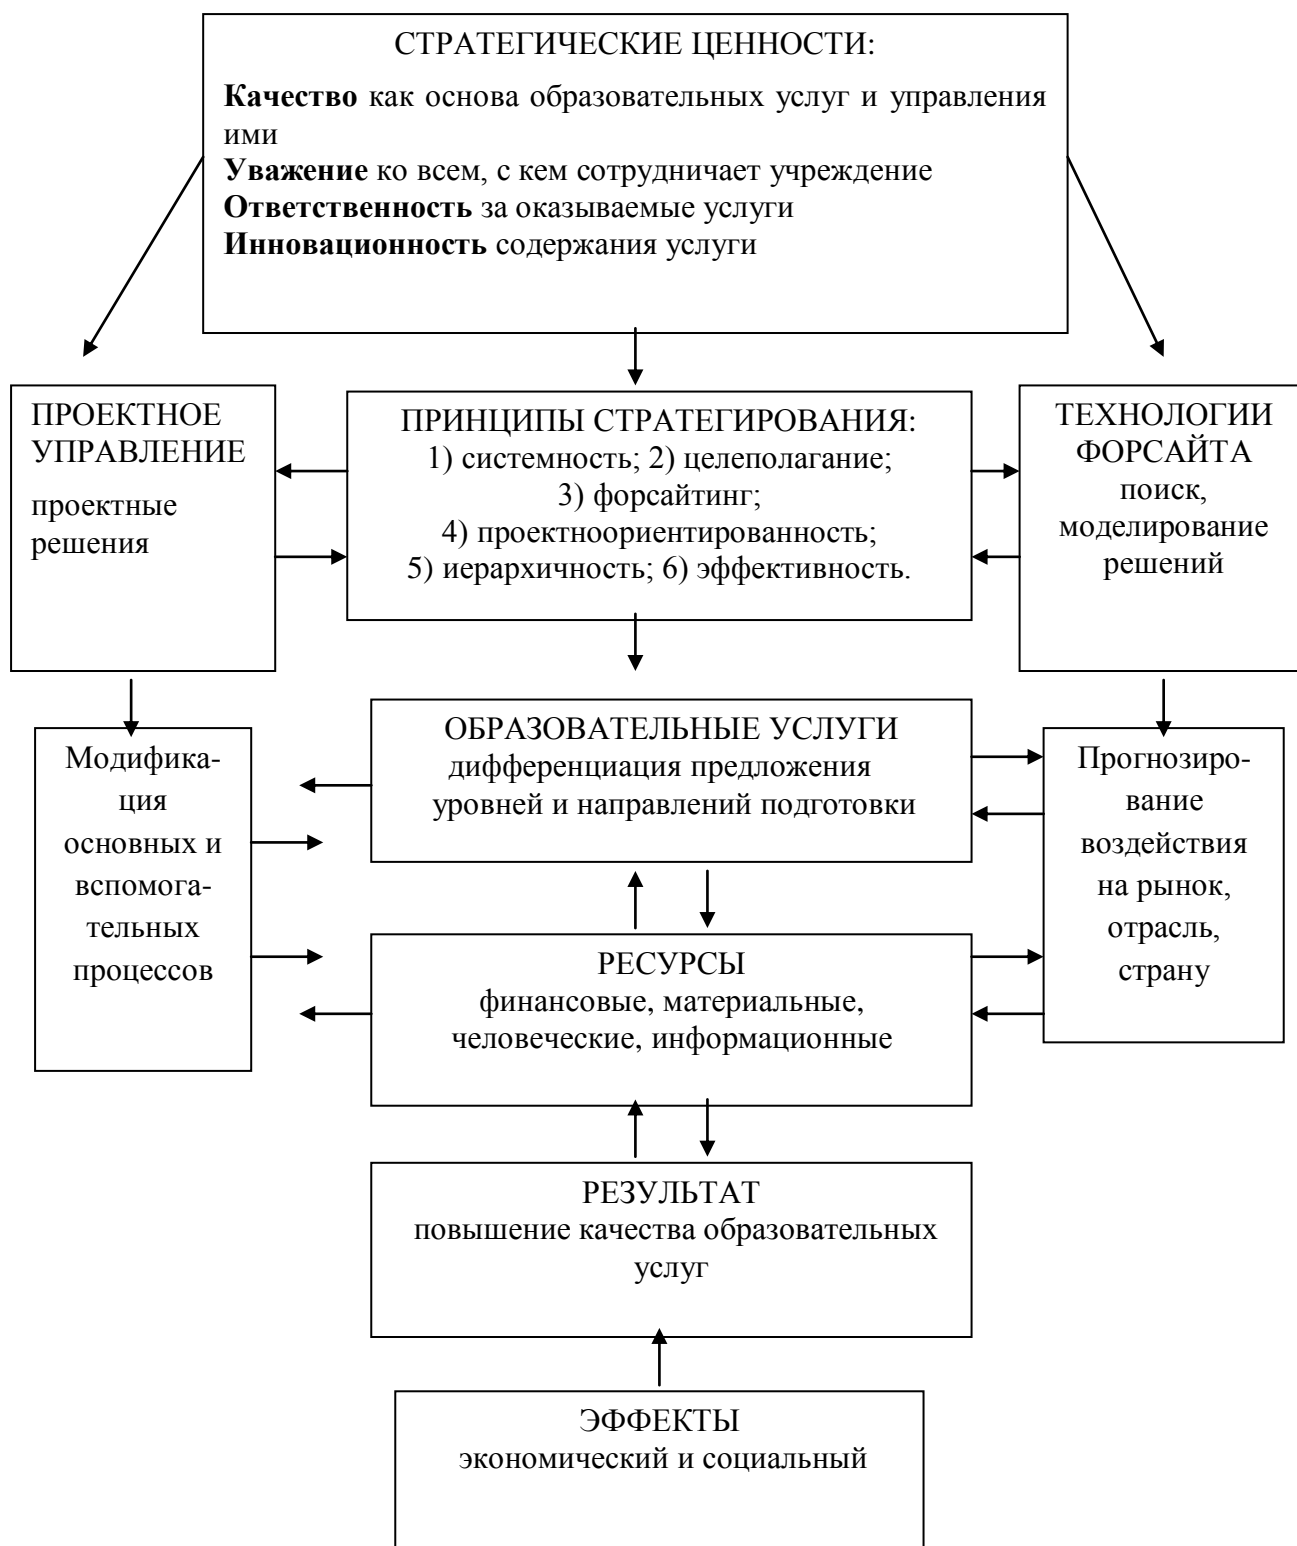 СТРАТЕГИЧЕСКИЕ ЦЕННОСТИ:
Качество как основа образовательных услуг и управления
ими
Уважение ко всем, с кем сотрудничает учреждение
Ответственность за оказываемые услуги
Инновационность содержания услуги
ПРОЕКТНОЕ
УПРАВЛЕНИЕ
проектные
решения
ПРИНЦИПЫ СТРАТЕГИРОВАНИЯ:
1) системность; 2) целеполагание;
3) форсайтинг;
4) проектноориентированность;
5) иерархичность; 6) эффективность.
ТЕХНОЛОГИИ
ФОРСАЙТА
поиск,
моделирование
решений
Модифика-
ция
основных и
вспомога-
тельных
процессов
ОБРАЗОВАТЕЛЬНЫЕ УСЛУГИ
дифференциация предложения
уровней и направлений подготовки
Прогнозиро-
вание
воздействия
на рынок,
отрасль,
страну
РЕСУРСЫ
финансовые, материальные,
человеческие, информационные
РЕЗУЛЬТАТ
повышение качества образовательных
услуг
ЭФФЕКТЫ
экономический и социальный